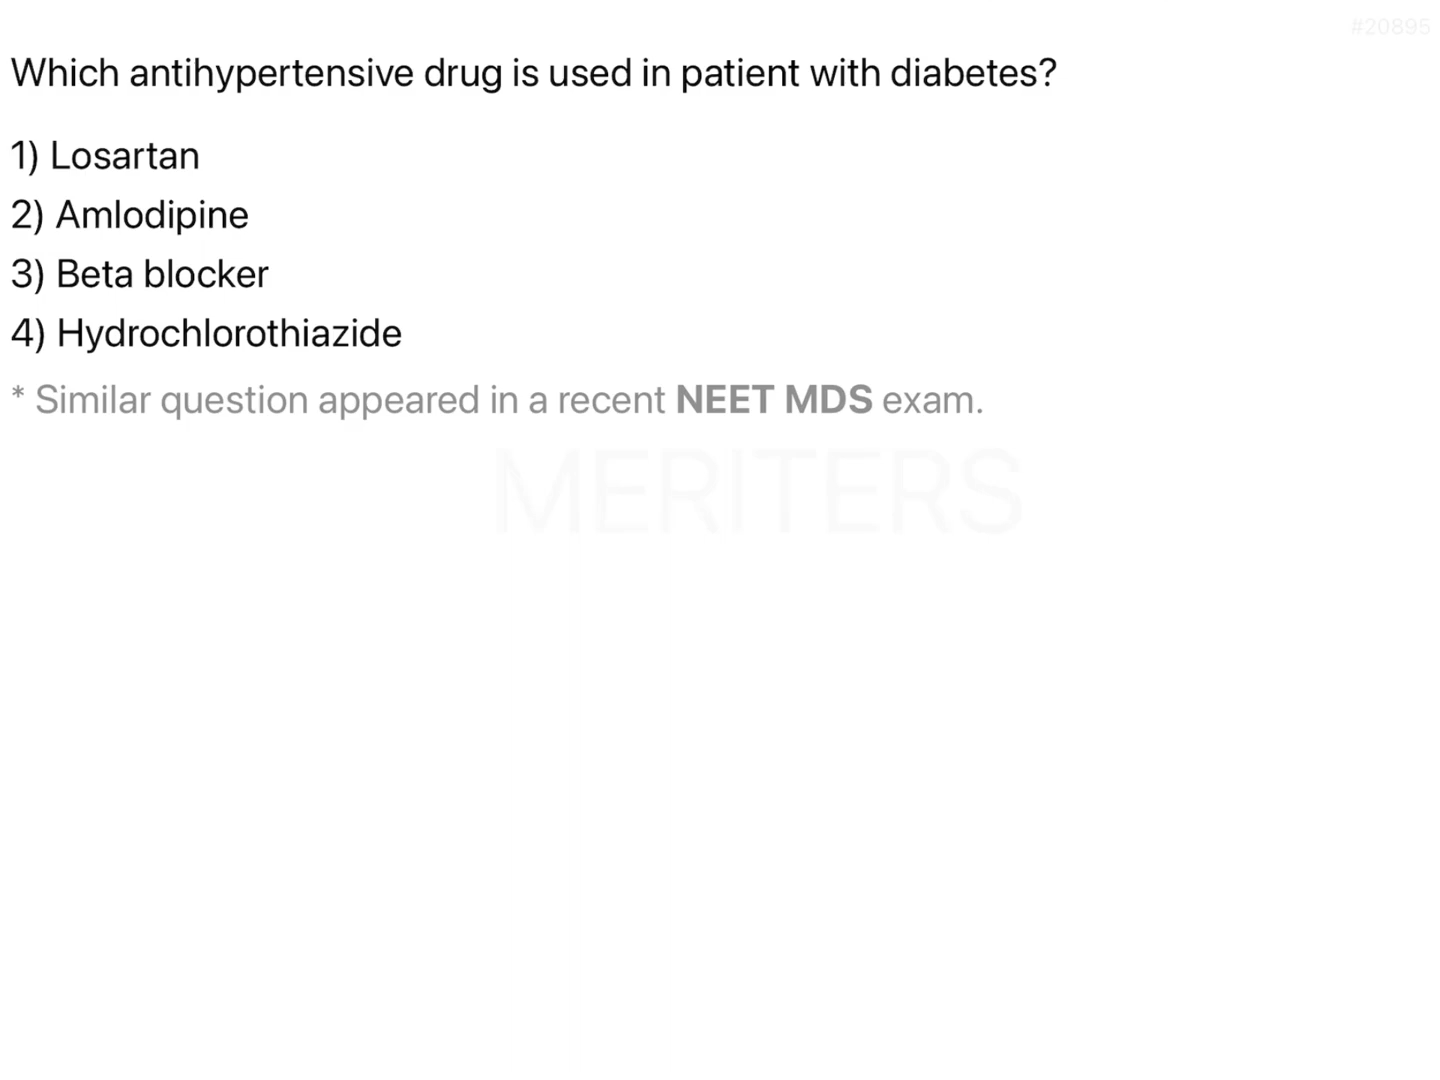 #20895
Which antihypertensive drug is used in patient with diabetes?
1) Losartan
2) Amlodipine
3) Beta blocker
4) Hydrochlorothiazide
* Similar question appeared in a recent NEET MDS exam.
MERITERS